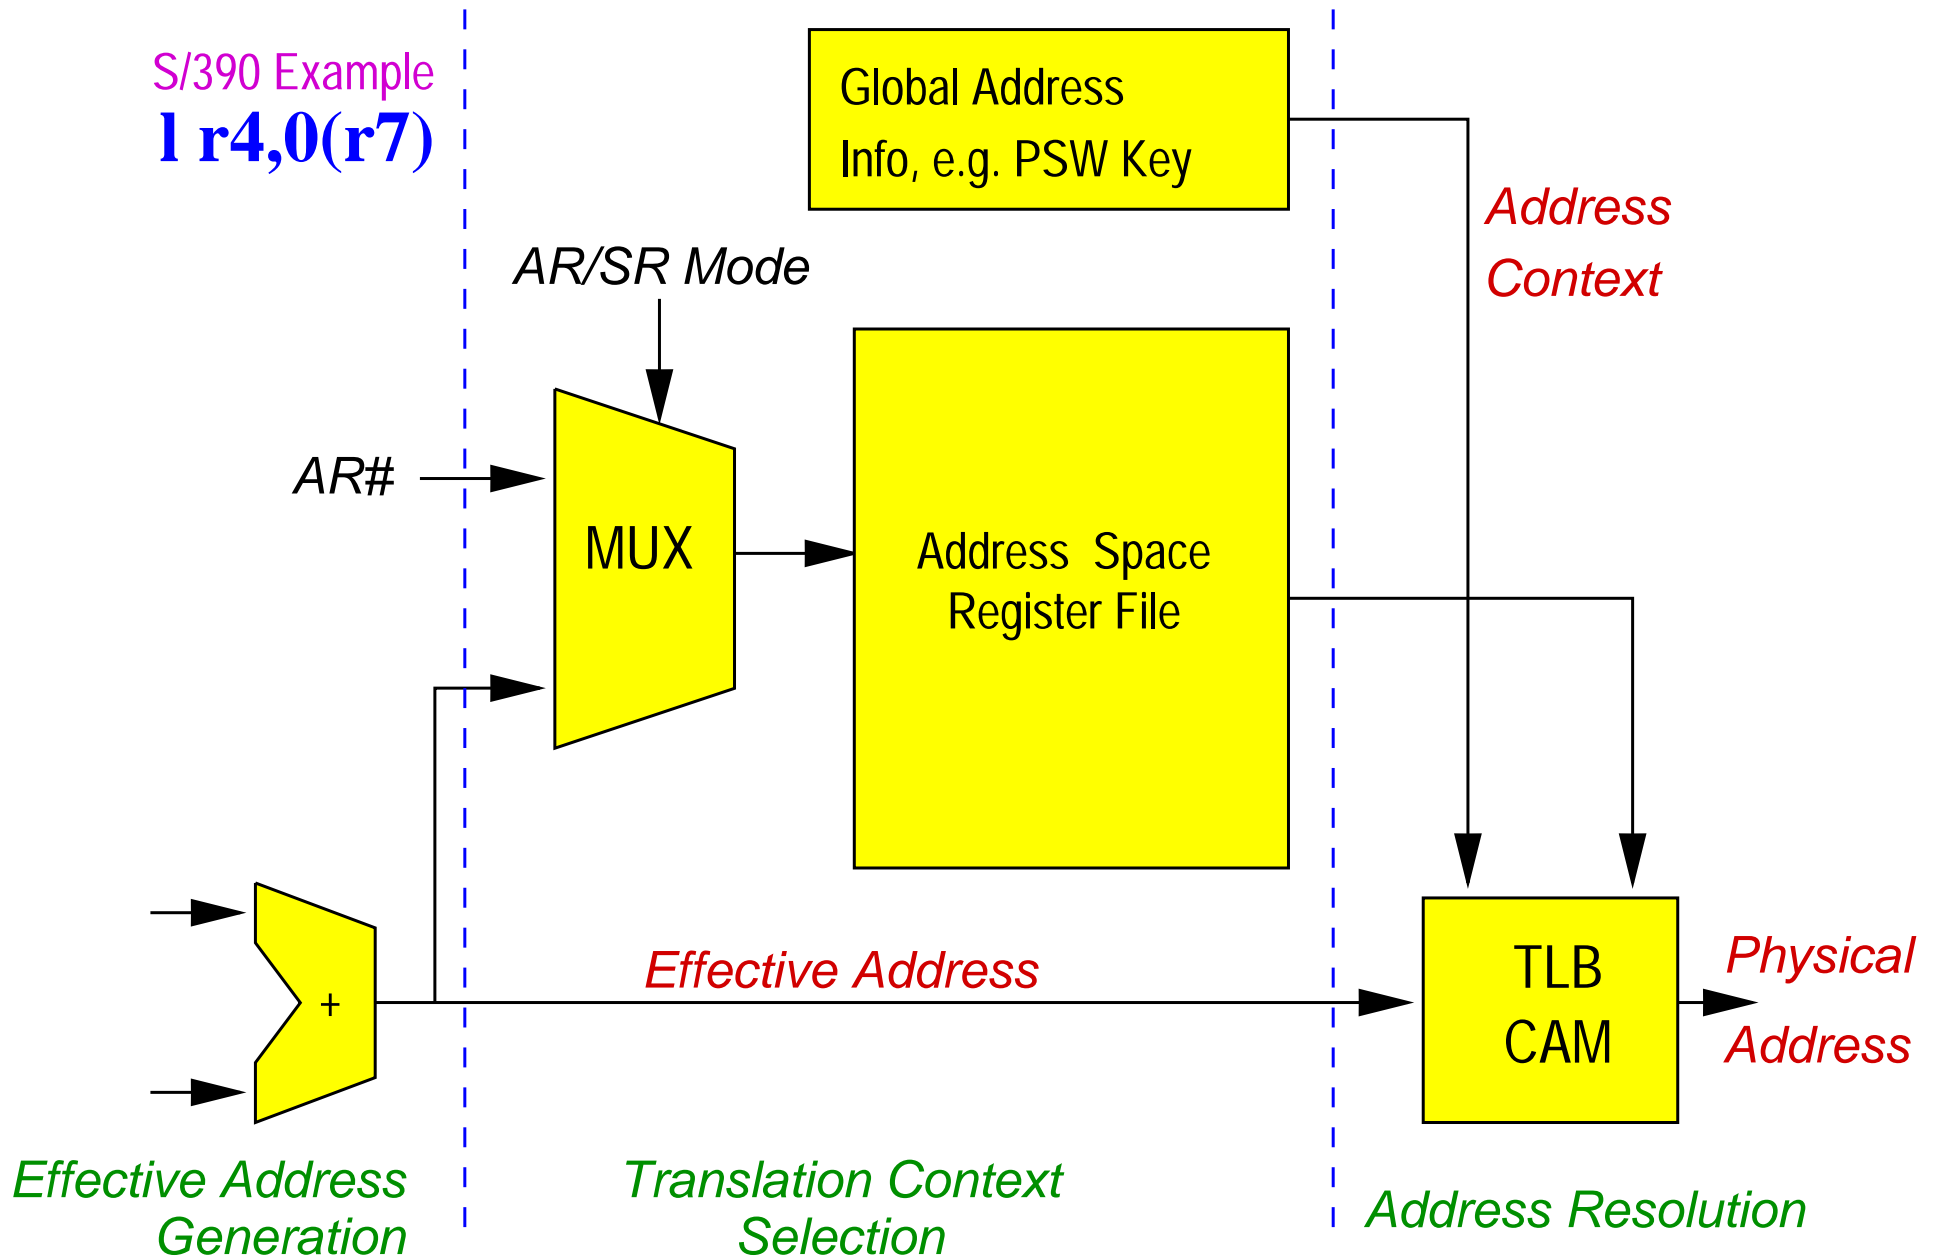 S/390 Example
l r4,0(r7)
Global Address
Info, e.g. PSW Key
Address
Context
AR/SR Mode
AR#
MUX
Address Space
Register File
Effective Address
+
TLB
CAM
Physical
Address
Effective Address
Generation
Translation Context
Selection
Address Resolution